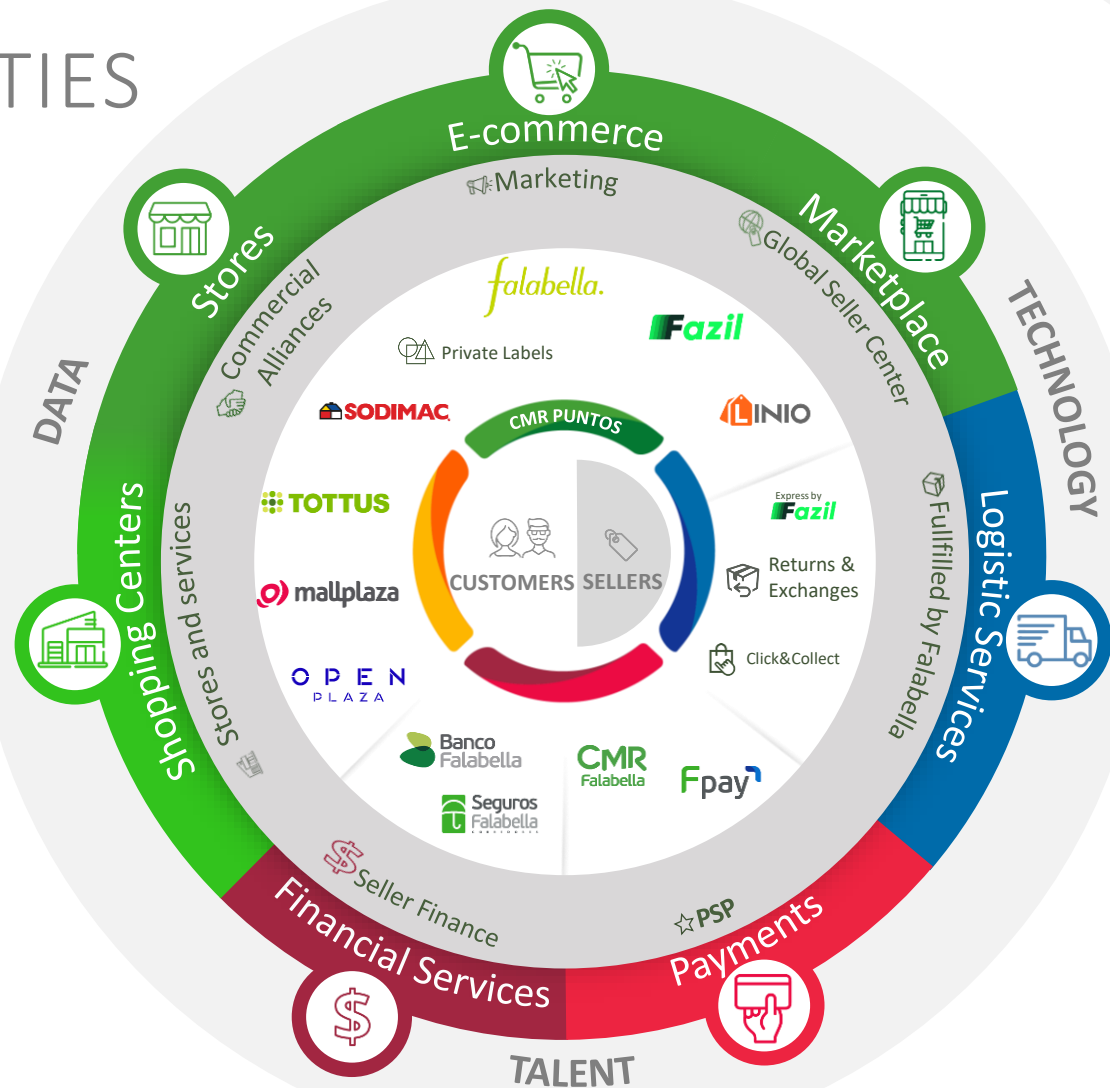 TIES
E-commerce
Marketing
Stores
Marketplace
Global Seller Center
Commercial
Alliances
falabella.
Fazil
Private Labels
TECHNOLOGY
DATA
SODIMAC
CMR PUNTOS
LINIO
TOTTUS
Express by
Fazil
CUSTOMERS
SELLERS
Returns &
Exchanges
mallplaza
Click&Collect
OPEN
PLAZA
Shopping Centers
Stores and services
Logistic Services
Fullfilled by Falabella
Banco
Falabella
CMR
Falabella
Fpay
Seguros
Falabella
Seller Finance
Financial Services
PSP
Payments
TALENT